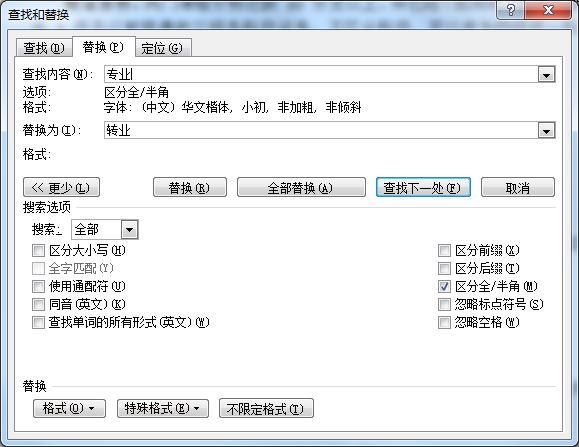 查找和替换
查找(D) 替换(P) 定位(G)
查找内容(N): 专业
选项: 区分全/半角
格式: 字体: (中文) 华文楷体, 小初, 非加粗, 非倾斜
替换为(I): 转业
格式:
<< 更少(L) 替换(R) 全部替换(A) 查找下一处(F) 取消
搜索选项
搜索: 全部
区分大小写(H) 区分前缀(X)
全字匹配(Y) 区分后缀(T)
使用通配符(U) 区分全/半角(M)
同音(英文)(K) 忽略标点符号(S)
查找单词的所有形式(英文)(W) 忽略空格(W)
替换
格式(O) 特殊格式(E) 不限定格式(T)